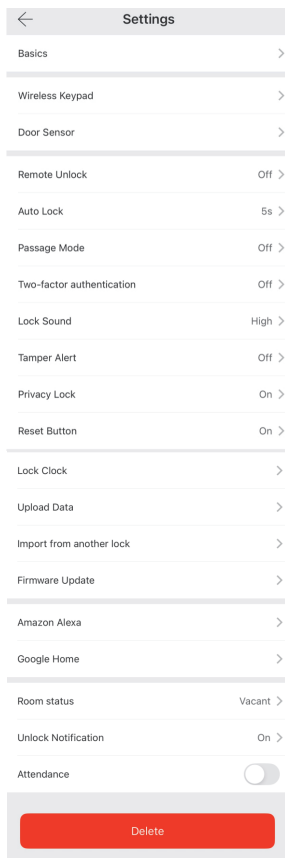 Settings
Basics
Wireless Keypad
Door Sensor
Remote Unlock Off
Auto Lock 5s
Passage Mode Off
Two-factor authentication Off
Lock Sound High
Tamper Alert Off
Privacy Lock On
Reset Button On
Lock Clock
Upload Data
Import from another lock
Firmware Update
Amazon Alexa
Google Home
Room status Vacant
Unlock Notification On
Attendance
Delete